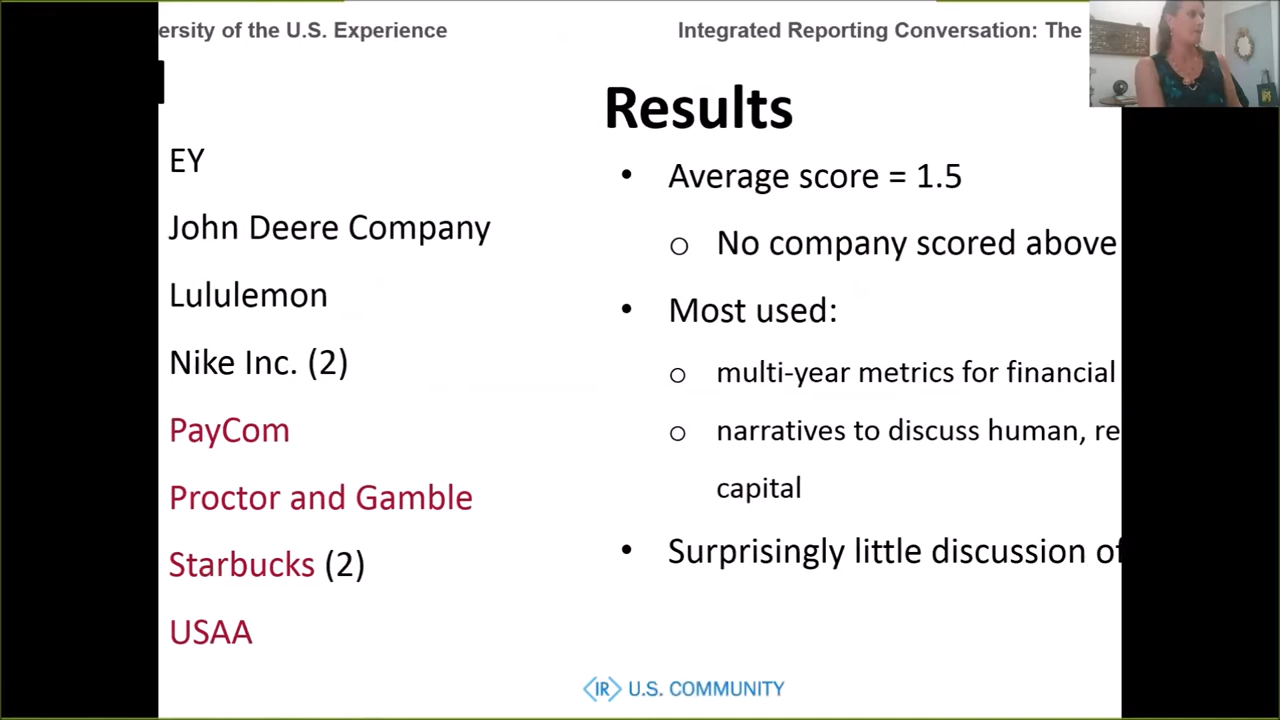 ersity of the U.S. Experience
Integrated Reporting Conversation: The
Results
EY
John Deere Company
Lululemon
Nike Inc. (2)
PayCom
Proctor and Gamble
Starbucks (2)
USAA
• Average score = 1.5
o No company scored above
• Most used:
o multi-year metrics for financial
o narratives to discuss human, re
capital
• Surprisingly little discussion of
<IR> U.S. COMMUNITY